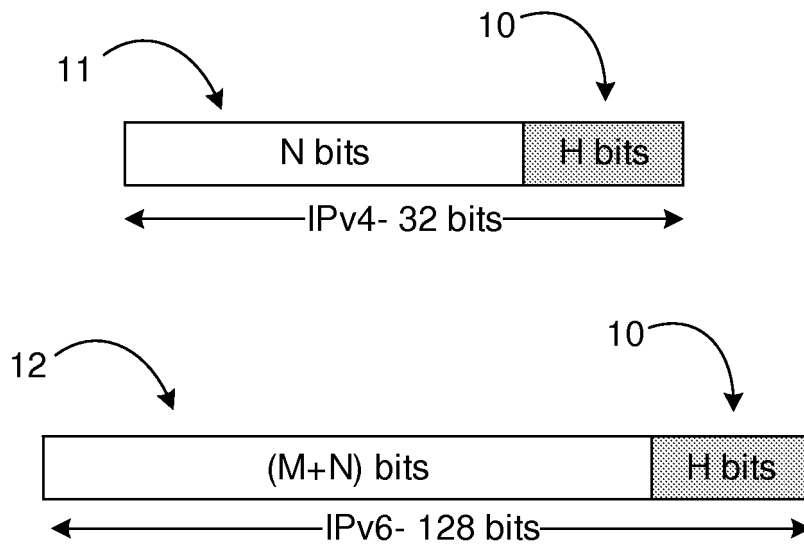 10
11
N bits
H bits
IPv4- 32 bits
10
12
(M+N) bits
H bits
IPv6- 128 bits